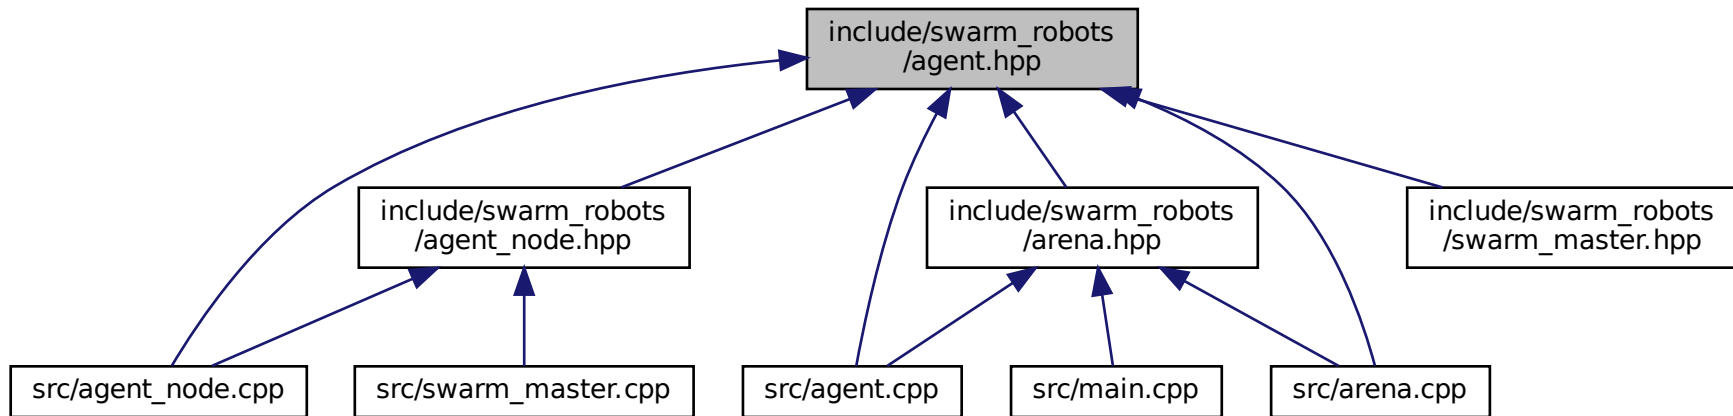 include/swarm_robots
/agent.hpp
include/swarm_robots
/agent_node.hpp
include/swarm_robots
/arena.hpp
include/swarm_robots
/swarm_master.hpp
src/agent_node.cpp
src/swarm_master.cpp
src/agent.cpp
src/main.cpp
src/arena.cpp